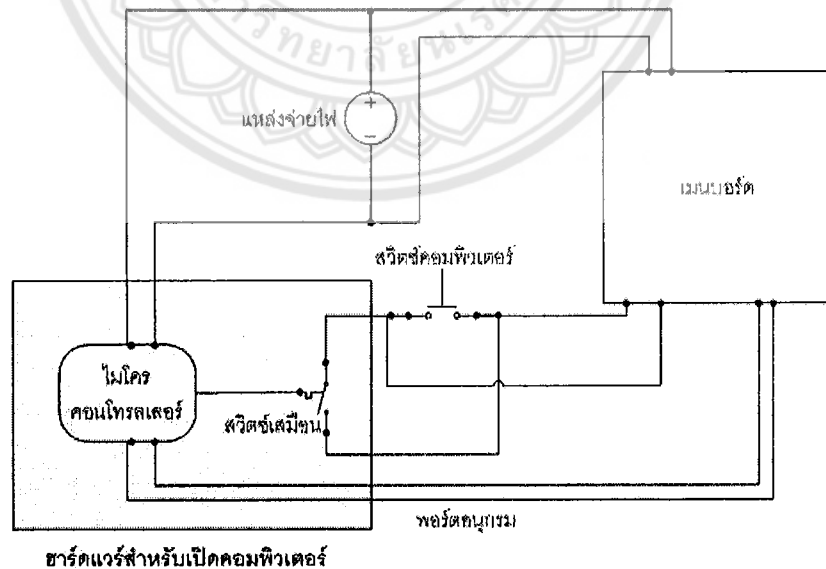 แหล่งจ่ายไฟ
+
−
เมนบอร์ด
สวิตช์คอมพิวเตอร์
ไมโคร
คอนโทรลเลอร์
สวิตช์เสมือน
พอร์ตอนุกรม
ฮาร์ดแวร์สำหรับเปิดคอมพิวเตอร์